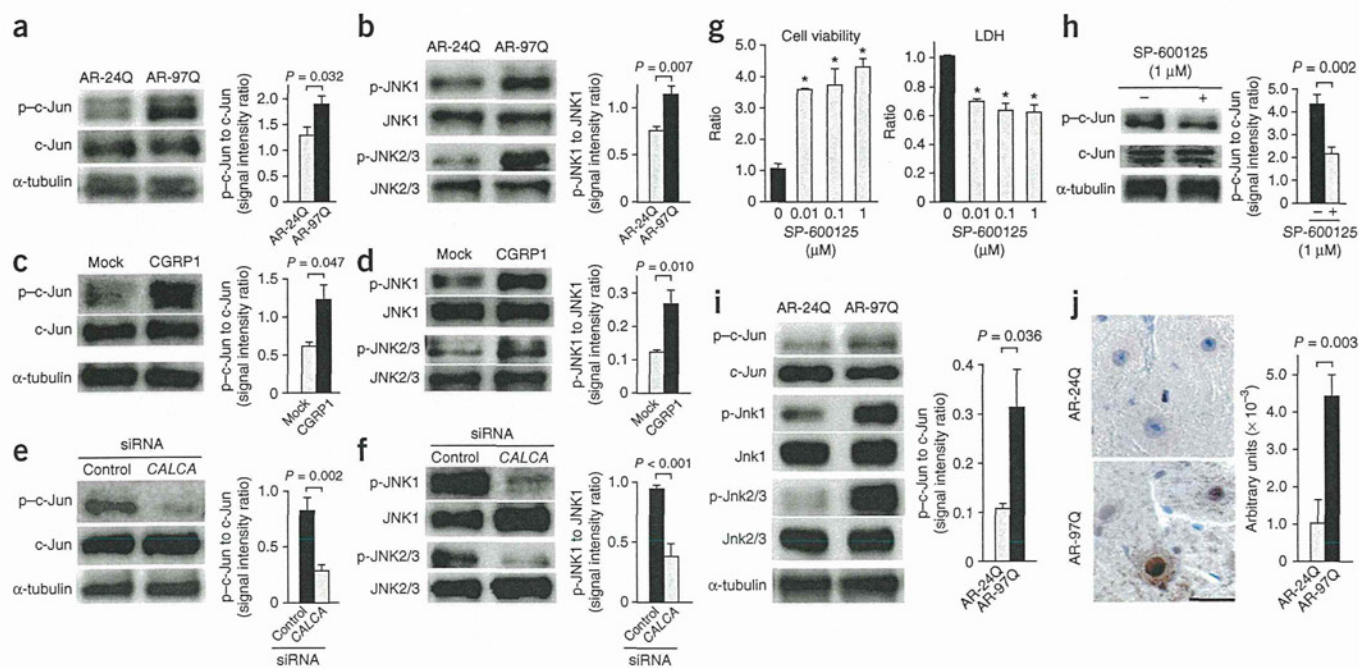 a
AR-24Q AR-97Q
p–c-Jun
c-Jun
α-tubulin
P = 0.032
p–c-Jun to c-Jun
(signal intensity ratio)
2.0
1.5
1.0
0.5
0
AR-24Q
AR-97Q
b
AR-24Q AR-97Q
p-JNK1
JNK1
p-JNK2/3
JNK2/3
P = 0.007
p-JNK1 to JNK1
(signal intensity ratio)
1.0
0.5
0
AR-24Q
AR-97Q
c
Mock CGRP1
p–c-Jun
c-Jun
α-tubulin
P = 0.047
p–c-Jun to c-Jun
(signal intensity ratio)
1.5
1.0
0.5
0
Mock
CGRP1
d
Mock CGRP1
p-JNK1
JNK1
p-JNK2/3
JNK2/3
P = 0.010
p-JNK1 to JNK1
(signal intensity ratio)
0.3
0.2
0.1
0
Mock
CGRP1
e
siRNA
Control CALCA
p–c-Jun
c-Jun
α-tubulin
P = 0.002
p–c-Jun to c-Jun
(signal intensity ratio)
1.0
0.5
0
Control
CALCA
siRNA
f
siRNA
Control CALCA
p-JNK1
JNK1
p-JNK2/3
JNK2/3
P < 0.001
p-JNK1 to JNK1
(signal intensity ratio)
1.0
0.5
0
Control
CALCA
siRNA
g
Cell viability
Ratio
5.0
4.0
3.0
2.0
1.0
0
* * *
0 0.01 0.1 1
SP-600125
(μM)
LDH
Ratio
1.0
0.8
0.6
0.4
0.2
0
* * *
0 0.01 0.1 1
SP-600125
(μM)
h
SP-600125
(1 μM)
– +
p–c-Jun
c-Jun
α-tubulin
P = 0.002
p–c-Jun to c-Jun
(signal intensity ratio)
5.0
4.0
3.0
2.0
1.0
0
– +
SP-600125
(1 μM)
i
AR-24Q AR-97Q
p–c-Jun
c-Jun
p-Jnk1
Jnk1
p-Jnk2/3
Jnk2/3
α-tubulin
P = 0.036
p–c-Jun to c-Jun
(signal intensity ratio)
0.4
0.3
0.2
0.1
0
AR-24Q
AR-97Q
j
AR-24Q
AR-97Q
P = 0.003
Arbitrary units (× 10⁻³)
5.0
4.0
3.0
2.0
1.0
0
AR-24Q
AR-97Q